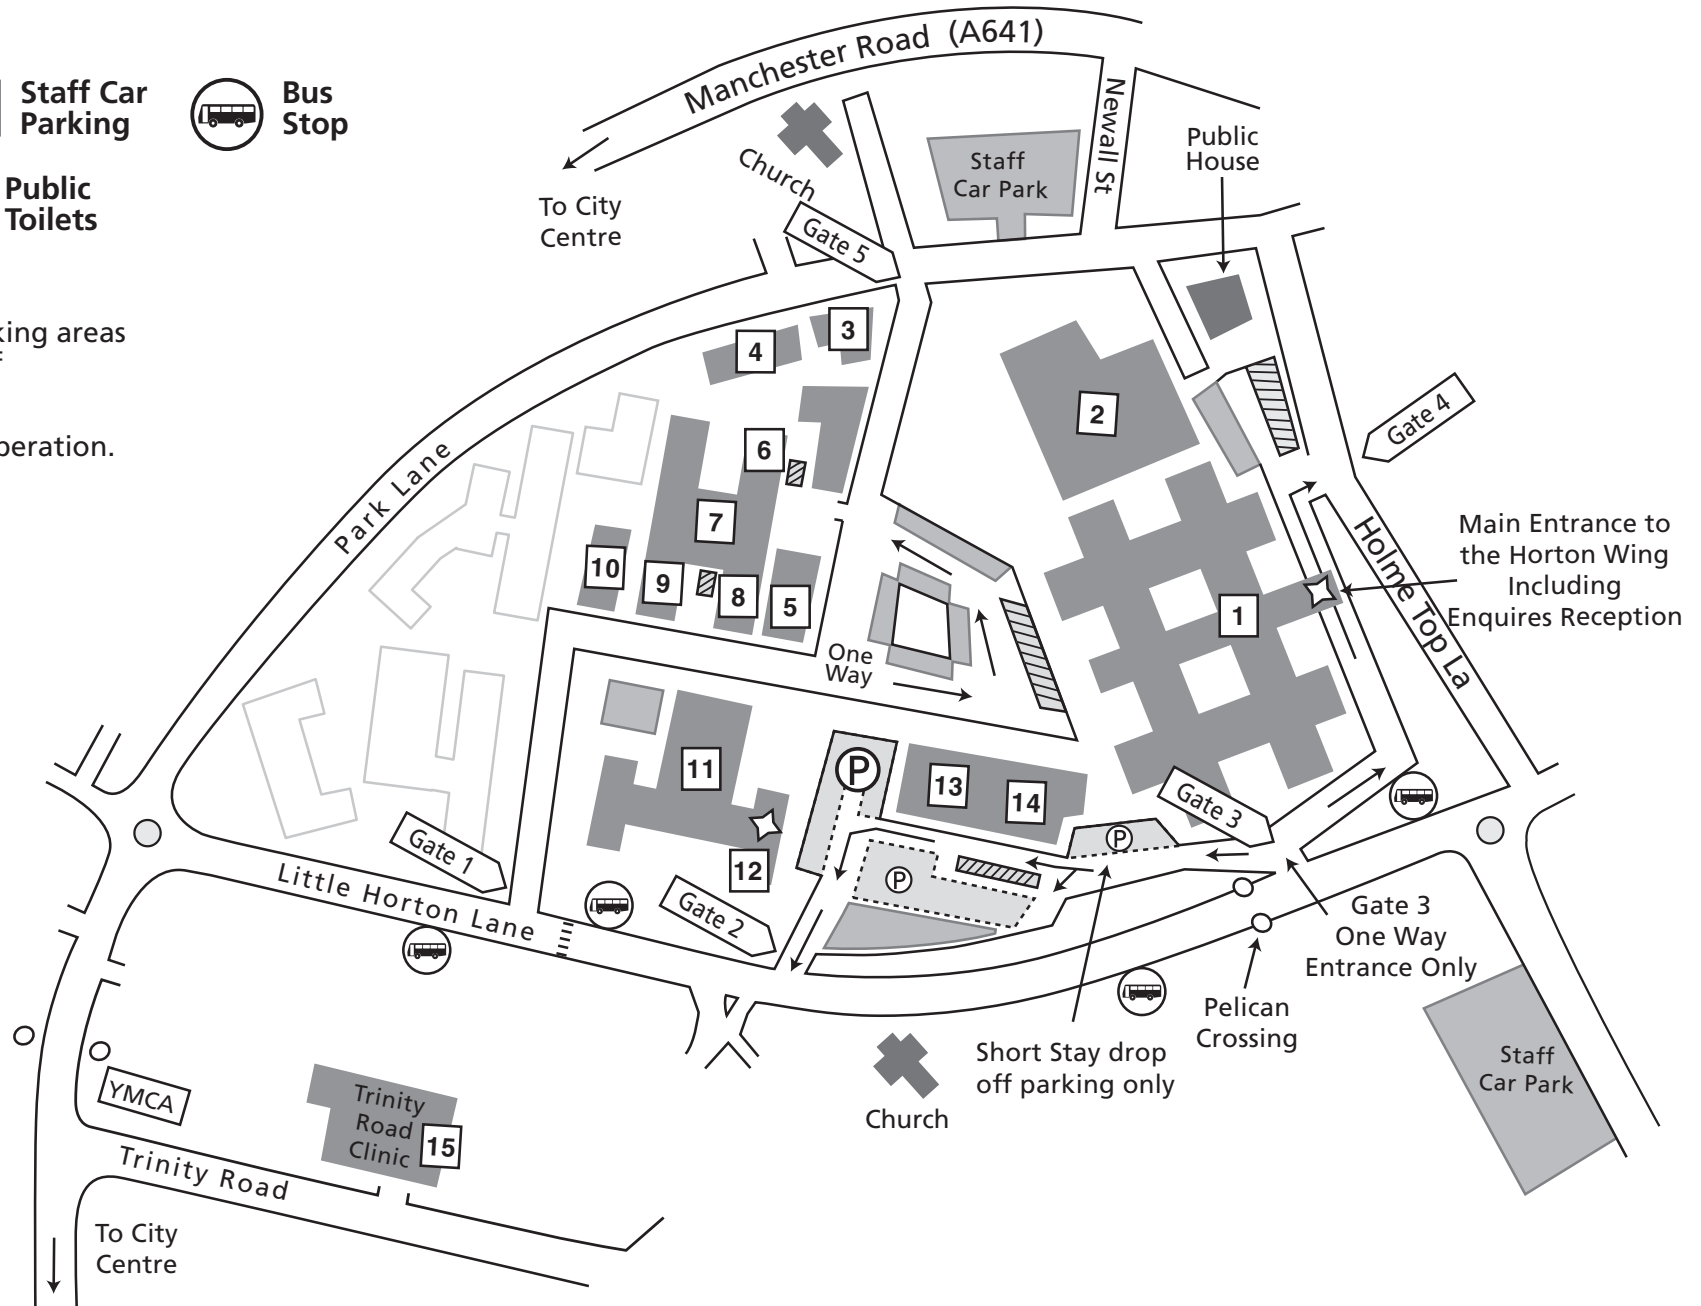 Staff Car
Parking
Bus
Stop
Public
Toilets
king areas
peration.
Manchester Road (A641)
To City
Centre
Church
Gate 5
Staff
Car Park
Newall St
Public
House
Gate 4
Park Lane
3
4
2
6
7
10
9
8
5
1
Main Entrance to
the Horton Wing
Including
Enquires Reception
Holme Top La
One
Way
11
P
13
14
Gate 3
12
P
P
Gate 1
Little Horton Lane
Gate 2
Gate 3
One Way
Entrance Only
Pelican
Crossing
Short Stay drop
off parking only
Church
Staff
Car Park
YMCA
Trinity
Road
Clinic
15
Trinity Road
To City
Centre